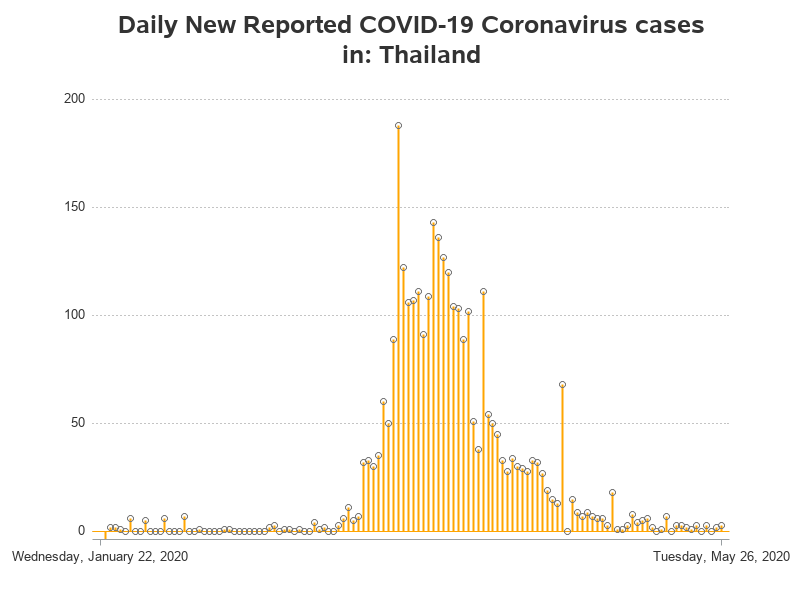 Daily New Reported COVID-19 Coronavirus cases
in: Thailand
200
150
100
50
0
Wednesday, January 22, 2020
Tuesday, May 26, 2020